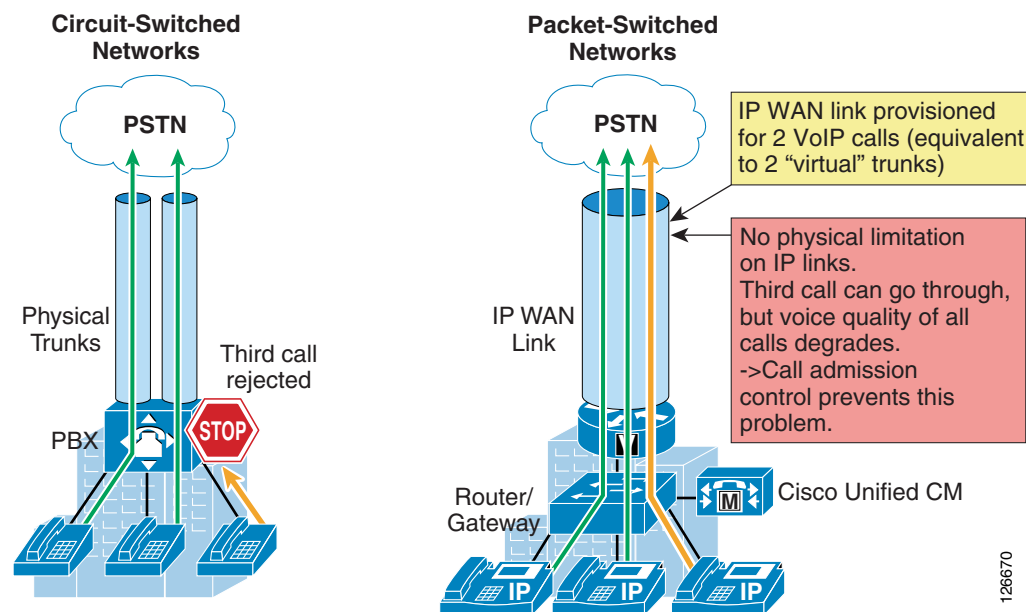 Circuit-Switched
Networks
PSTN
Physical
Trunks
Third call
rejected
PBX
STOP
Packet-Switched
Networks
PSTN
IP WAN link provisioned
for 2 VoIP calls (equivalent
to 2 “virtual” trunks)
No physical limitation
on IP links.
Third call can go through,
but voice quality of all
calls degrades.
->Call admission
control prevents this
problem.
IP WAN
Link
V
Router/
Gateway
M
Cisco Unified CM
IP
IP
IP
126670